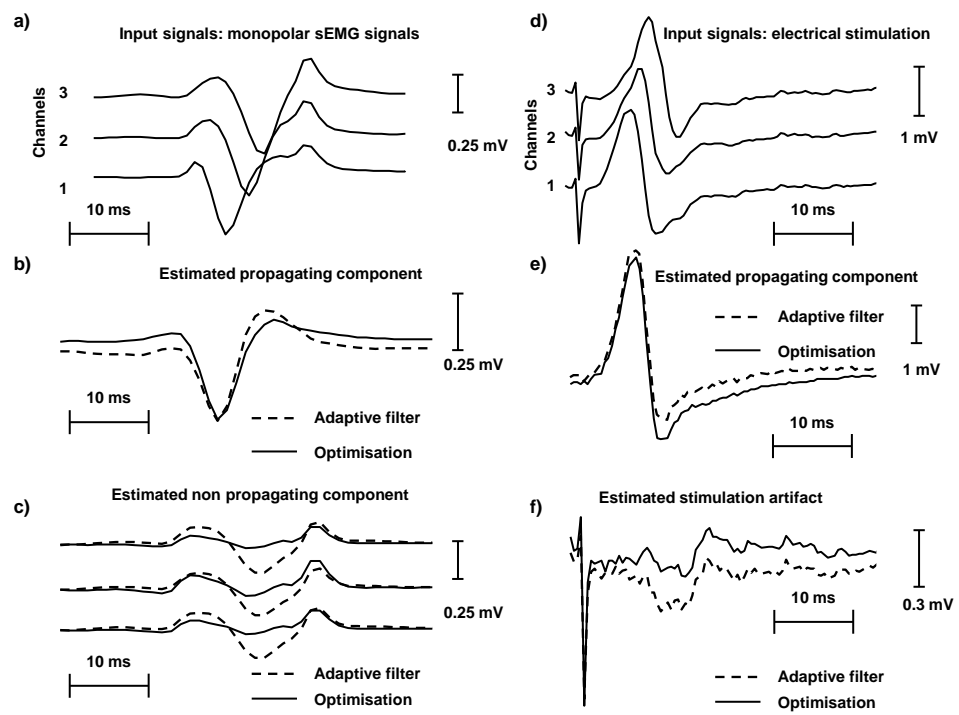 a)
Input signals: monopolar sEMG signals
Channels
3
2
1
0.25 mV
10 ms
b)
Estimated propagating component
0.25 mV
10 ms
Adaptive filter
Optimisation
c)
Estimated non propagating component
0.25 mV
10 ms
Adaptive filter
Optimisation
d)
Input signals: electrical stimulation
Channels
3
2
1
1 mV
10 ms
e)
Estimated propagating component
Adaptive filter
Optimisation
1 mV
10 ms
f)
Estimated stimulation artifact
0.3 mV
10 ms
Adaptive filter
Optimisation